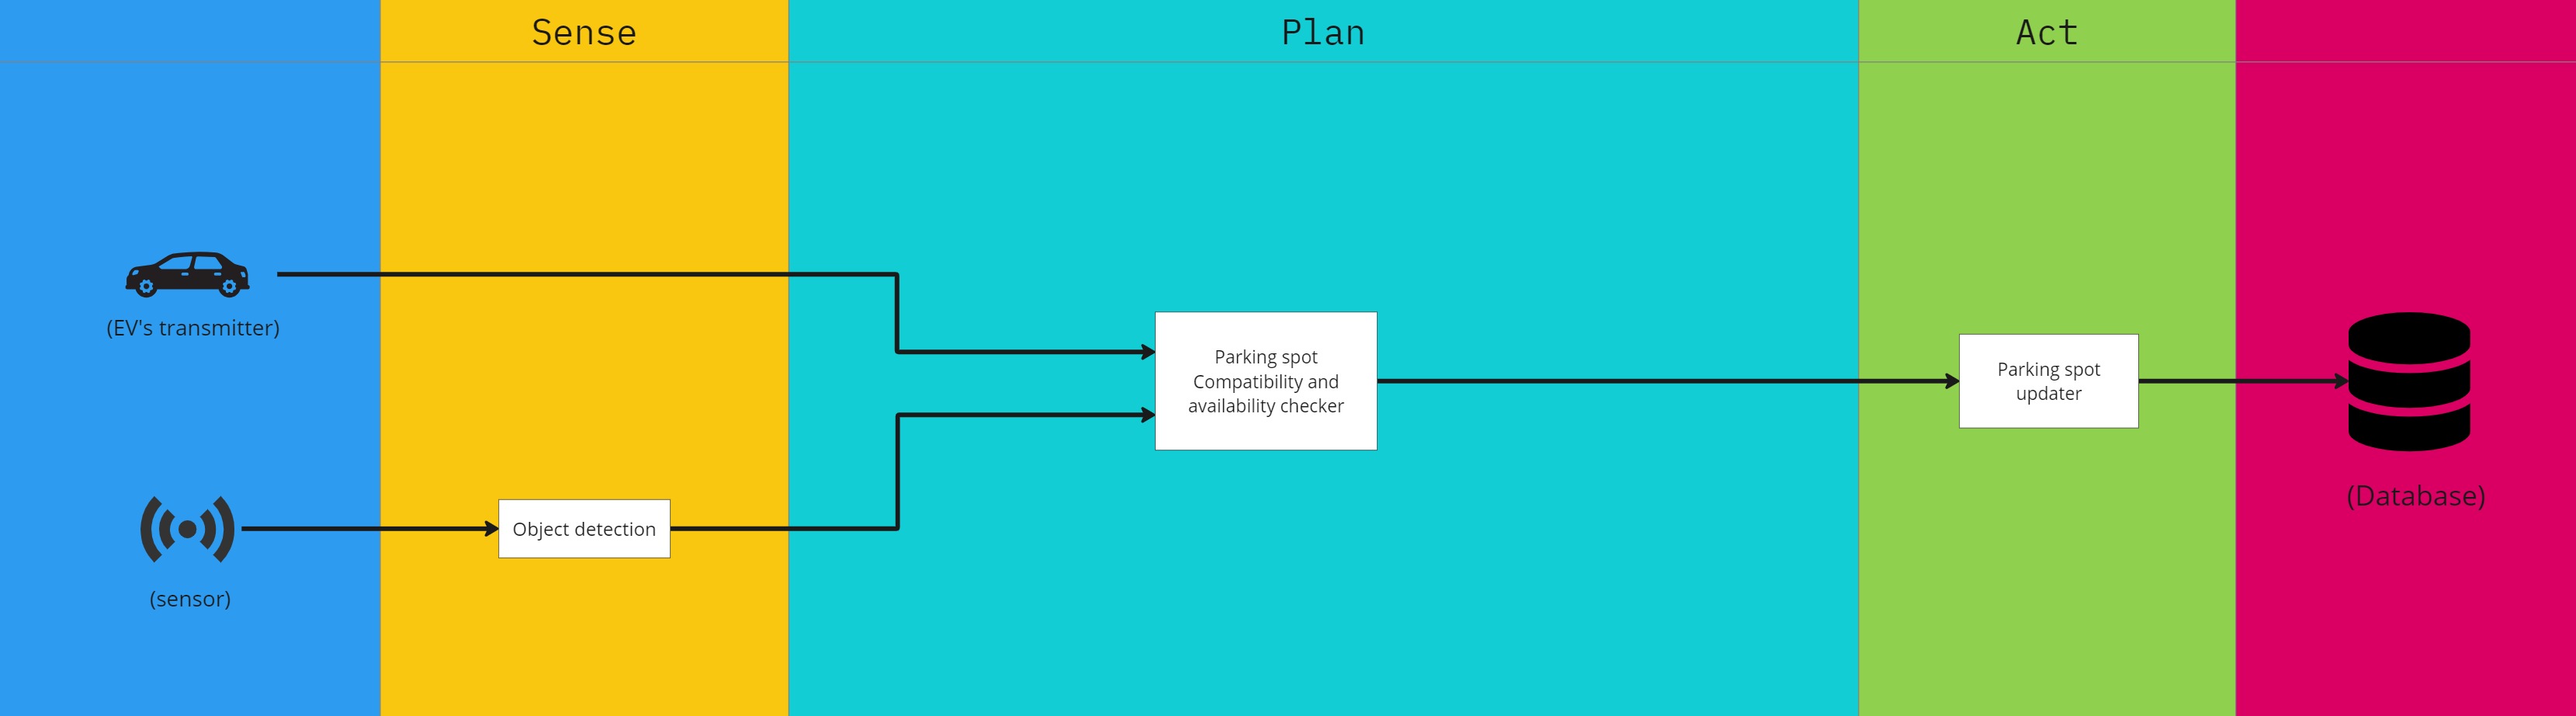 Sense
Plan
Act
(EV's transmitter)
Parking spot
Compatibility and
availability checker
Parking spot
updater
(Database)
Object detection
(sensor)